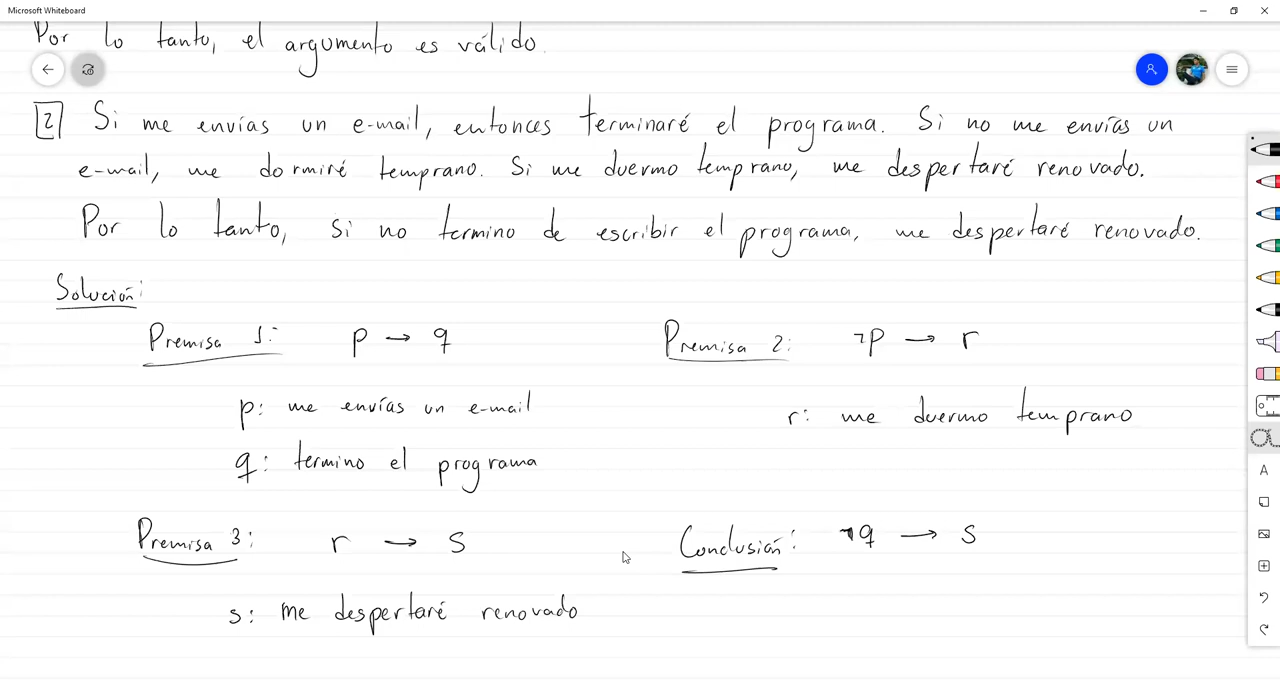 Microsoft Whiteboard
Por lo tanto, el argumento es válido.
2 Si me envías un e-mail, entonces terminaré el programa. Si no me envías un
e-mail, me dormiré temprano. Si me duermo temprano, me despertaré renovado.
Por lo tanto, si no termino de escribir el programa, me despertaré renovado.
Solución:
Premisa 1: p → q
Premisa 2: ¬p → r
p: me envías un e-mail
r: me duermo temprano
q: termino el programa
Premisa 3: r → s
Conclusión: ¬q → s
s: me despertaré renovado
A